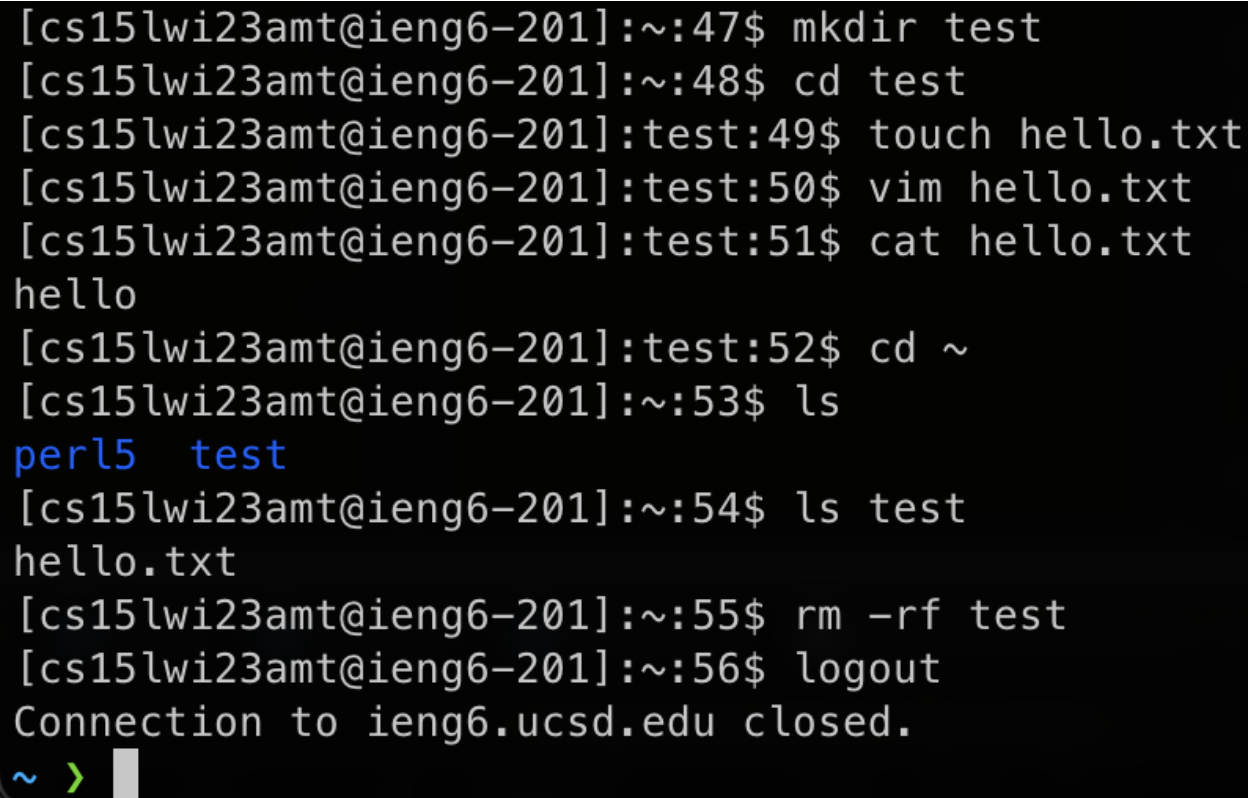 [cs15lwi23amt@ieng6-201]:~:47$ mkdir test
[cs15lwi23amt@ieng6-201]:~:48$ cd test
[cs15lwi23amt@ieng6-201]:test:49$ touch hello.txt
[cs15lwi23amt@ieng6-201]:test:50$ vim hello.txt
[cs15lwi23amt@ieng6-201]:test:51$ cat hello.txt
hello
[cs15lwi23amt@ieng6-201]:test:52$ cd ~
[cs15lwi23amt@ieng6-201]:~:53$ ls
perl5  test
[cs15lwi23amt@ieng6-201]:~:54$ ls test
hello.txt
[cs15lwi23amt@ieng6-201]:~:55$ rm -rf test
[cs15lwi23amt@ieng6-201]:~:56$ logout
Connection to ieng6.ucsd.edu closed.
~ ❯